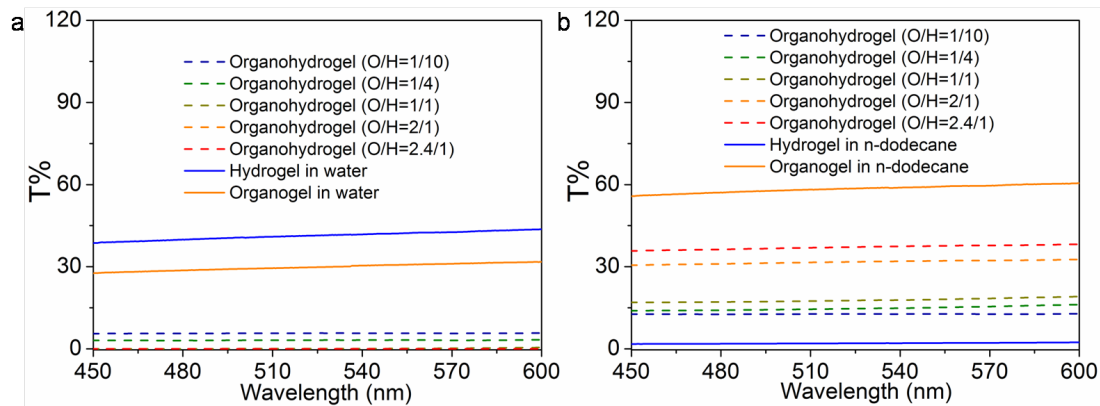 a
120
90
60
30
0
T%
Organohydrogel (O/H=1/10)
Organohydrogel (O/H=1/4)
Organohydrogel (O/H=1/1)
Organohydrogel (O/H=2/1)
Organohydrogel (O/H=2.4/1)
Hydrogel in water
Organogel in water
450 480 510 540 570 600
Wavelength (nm)
b
120
90
60
30
0
T%
Organohydrogel (O/H=1/10)
Organohydrogel (O/H=1/4)
Organohydrogel (O/H=1/1)
Organohydrogel (O/H=2/1)
Organohydrogel (O/H=2.4/1)
Hydrogel in n-dodecane
Organogel in n-dodecane
450 480 510 540 570 600
Wavelength (nm)